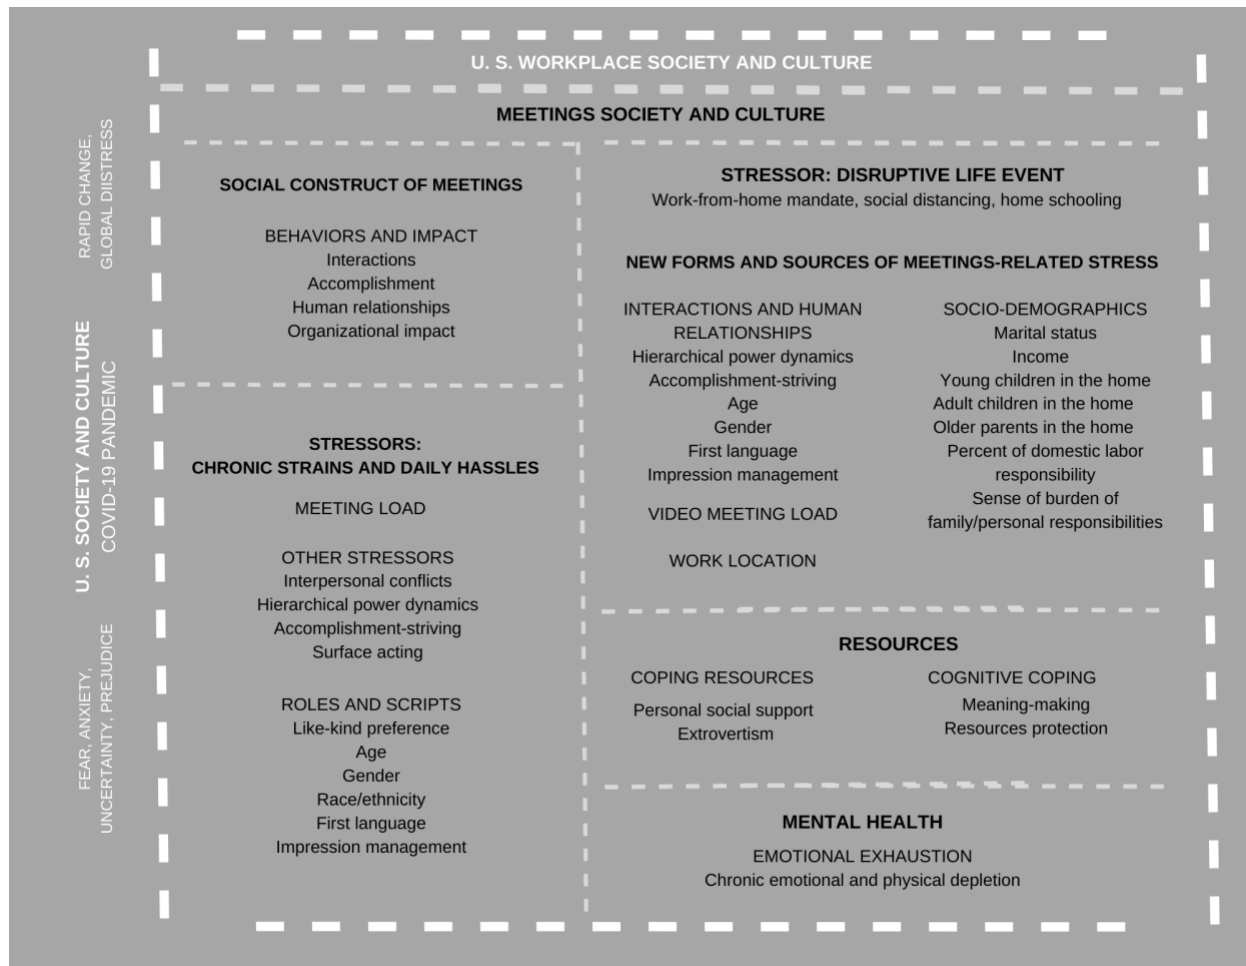 U. S. WORKPLACE SOCIETY AND CULTURE
MEETINGS SOCIETY AND CULTURE
RAPID CHANGE,
GLOBAL DIISTRESS
U. S. SOCIETY AND CULTURE
COVID-19 PANDEMIC
FEAR, ANXIETY,
UNCERTAINTY, PREJUDICE
SOCIAL CONSTRUCT OF MEETINGS
BEHAVIORS AND IMPACT
Interactions
Accomplishment
Human relationships
Organizational impact
STRESSORS:
CHRONIC STRAINS AND DAILY HASSLES
MEETING LOAD
OTHER STRESSORS
Interpersonal conflicts
Hierarchical power dynamics
Accomplishment-striving
Surface acting
ROLES AND SCRIPTS
Like-kind preference
Age
Gender
Race/ethnicity
First language
Impression management
STRESSOR: DISRUPTIVE LIFE EVENT
Work-from-home mandate, social distancing, home schooling
NEW FORMS AND SOURCES OF MEETINGS-RELATED STRESS
INTERACTIONS AND HUMAN
RELATIONSHIPS
Hierarchical power dynamics
Accomplishment-striving
Age
Gender
First language
Impression management
VIDEO MEETING LOAD
WORK LOCATION
SOCIO-DEMOGRAPHICS
Marital status
Income
Young children in the home
Adult children in the home
Older parents in the home
Percent of domestic labor
responsibility
Sense of burden of
family/personal responsibilities
RESOURCES
COPING RESOURCES
Personal social support
Extrovertism
COGNITIVE COPING
Meaning-making
Resources protection
MENTAL HEALTH
EMOTIONAL EXHAUSTION
Chronic emotional and physical depletion